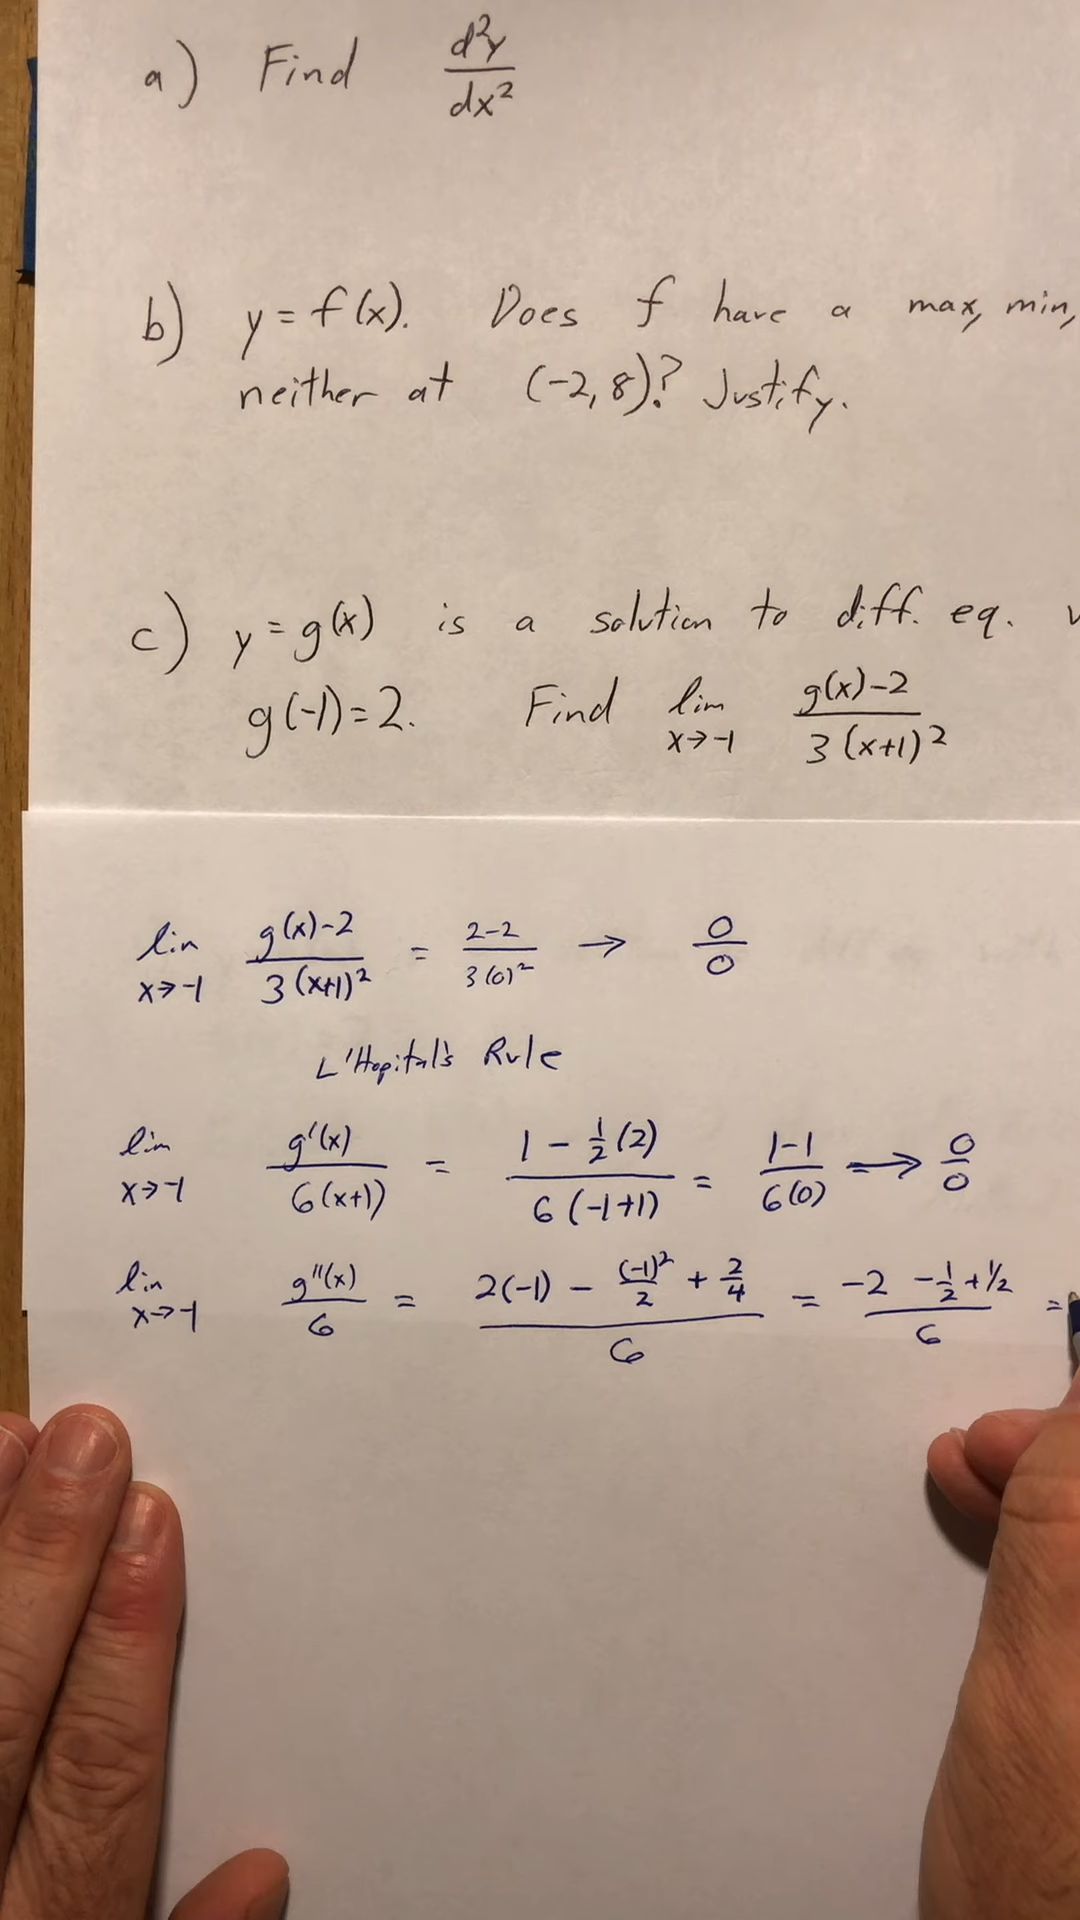 a) Find d²y/dx²
b) y = f(x). Does f have a max, min,
neither at (-2, 8)? Justify.
c) y = g(x) is a solution to diff. eq.
g(-1) = 2. Find lim x→-1 g(x)-2 / 3(x+1)²
lim x→-1 g(x)-2 / 3(x+1)² = 2-2 / 3(0)² → 0/0
L'Hopital's Rule
lim x→-1 g'(x) / 6(x+1) = 1 - ½(2) / 6(-1+1) = 1-1 / 6(0) → 0/0
lim x→-1 g''(x) / 6 = 2(-1) - (-1)²/2 + 2/4 / 6 = -2 - ½ + ½ / 6 =